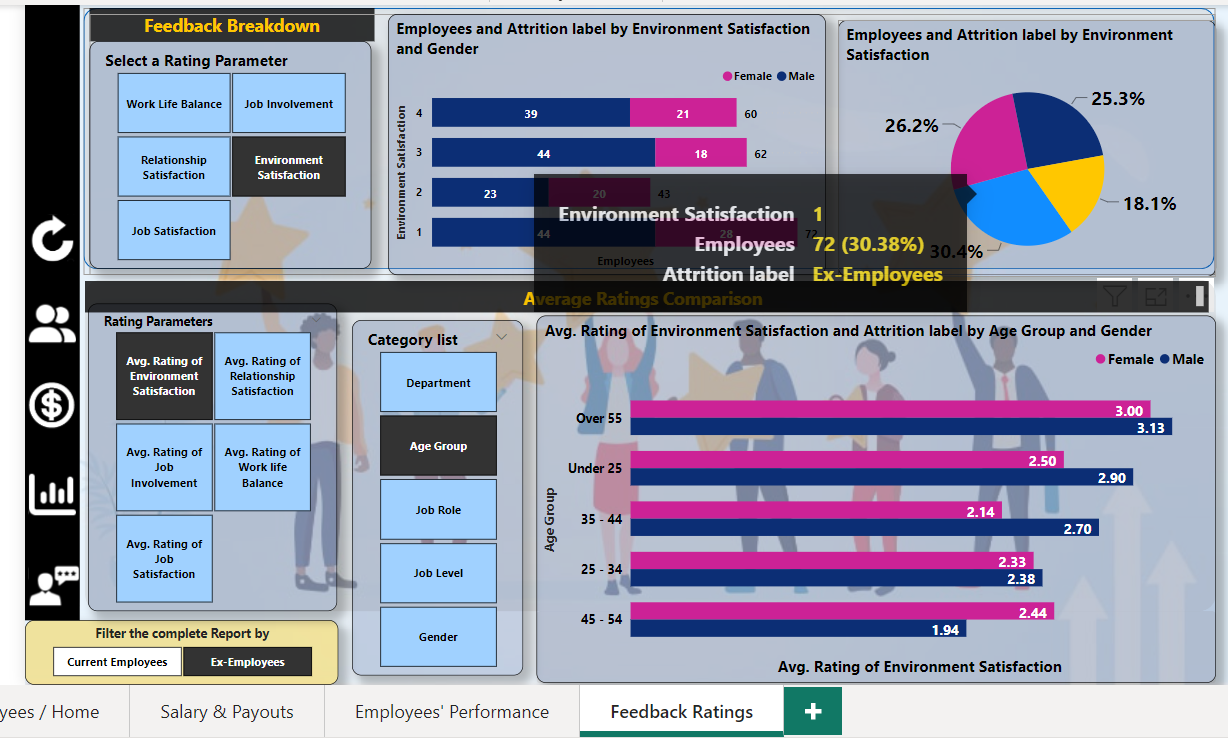 Feedback Breakdown
Select a Rating Parameter
Work Life Balance
Job Involvement
Relationship
Satisfaction
Environment
Satisfaction
Job Satisfaction
Employees and Attrition label by Environment Satisfaction
and Gender
Female Male
Environment Satisfaction
4 39 21 60
3 44 18 62
2 23 20 43
1 44 28 72
Employees
Employees and Attrition label by Environment
Satisfaction
25.3%
26.2%
18.1%
30.4%
Environment Satisfaction 1
Employees 72 (30.38%)
Attrition label Ex-Employees
Average Ratings Comparison
Rating Parameters
Avg. Rating of
Environment
Satisfaction
Avg. Rating of
Relationship
Satisfaction
Avg. Rating of
Job
Involvement
Avg. Rating of
Work life
Balance
Avg. Rating of
Job
Satisfaction
Category list
Department
Age Group
Job Role
Job Level
Gender
Avg. Rating of Environment Satisfaction and Attrition label by Age Group and Gender
Female Male
Age Group
Over 55 3.00
3.13
Under 25 2.50
2.90
35 - 44 2.14
2.70
25 - 34 2.33
2.38
45 - 54 2.44
1.94
Avg. Rating of Environment Satisfaction
Filter the complete Report by
Current Employees
Ex-Employees
yees / Home
Salary & Payouts
Employees' Performance
Feedback Ratings
+